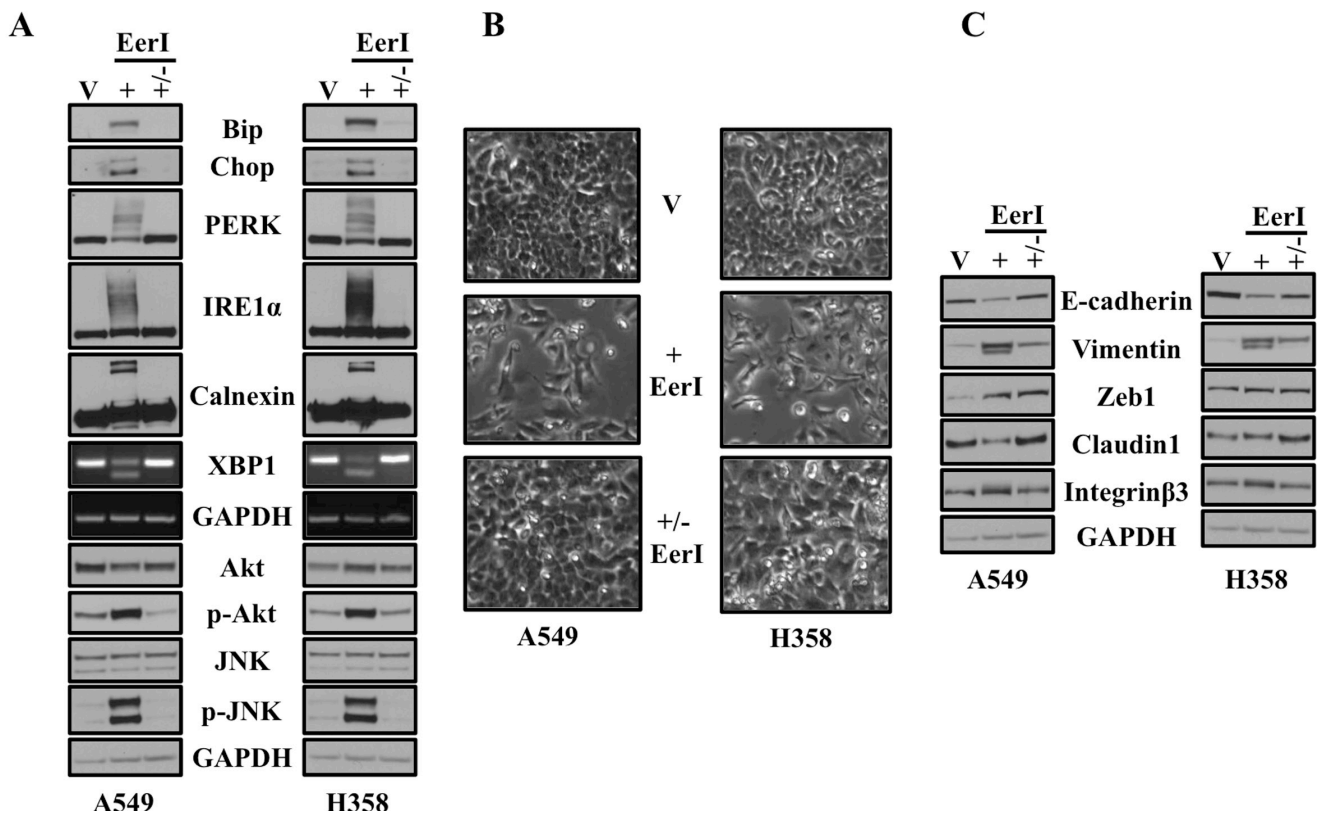 A
EerI
V + +/-
EerI
V + +/-
Bip
Chop
PERK
IRE1α
Calnexin
XBP1
GAPDH
Akt
p-Akt
JNK
p-JNK
GAPDH
A549 H358
B
V
+
EerI
+/-
EerI
A549 H358
C
EerI
V + +/-
EerI
V + +/-
E-cadherin
Vimentin
Zeb1
Claudin1
Integrinβ3
GAPDH
A549 H358